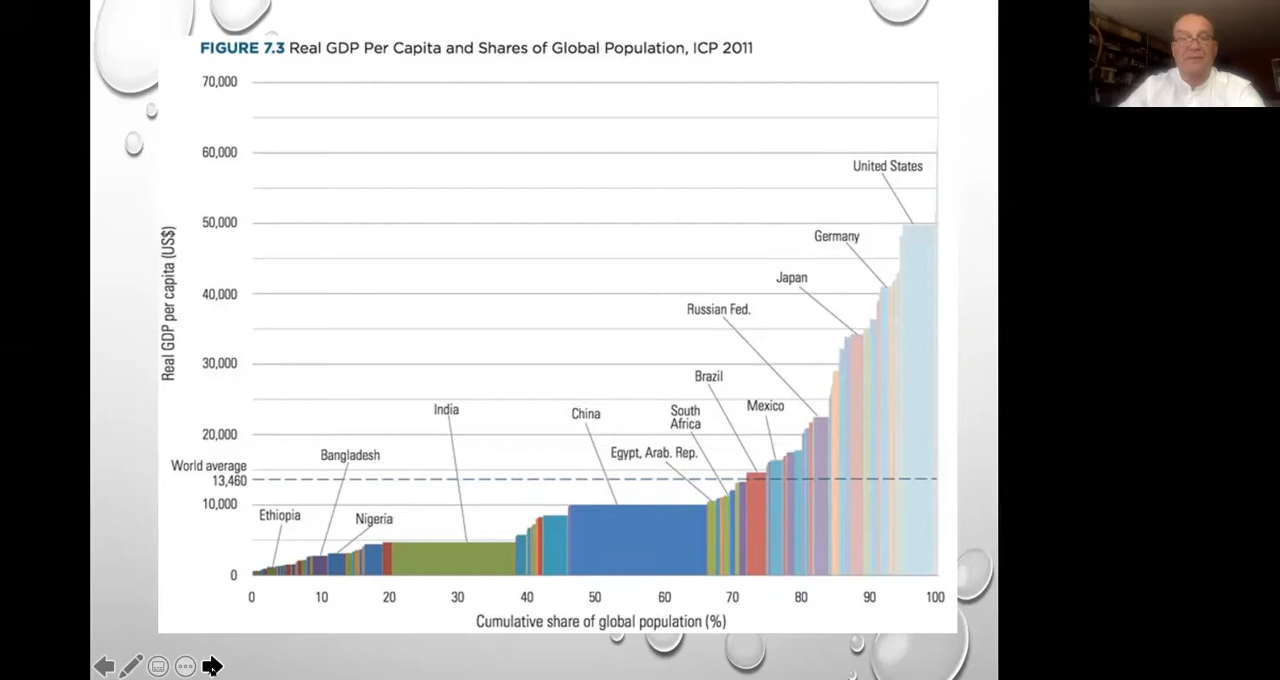 FIGURE 7.3 Real GDP Per Capita and Shares of Global Population, ICP 2011
70,000
60,000
United States
50,000
Germany
Japan
40,000
Russian Fed.
30,000
Brazil
India
China
South
Africa
Mexico
20,000
Egypt, Arab. Rep.
Bangladesh
World average
13,460
10,000
Ethiopia
Nigeria
0
Real GDP per capita (US$)
0 10 20 30 40 50 60 70 80 90 100
Cumulative share of global population (%)